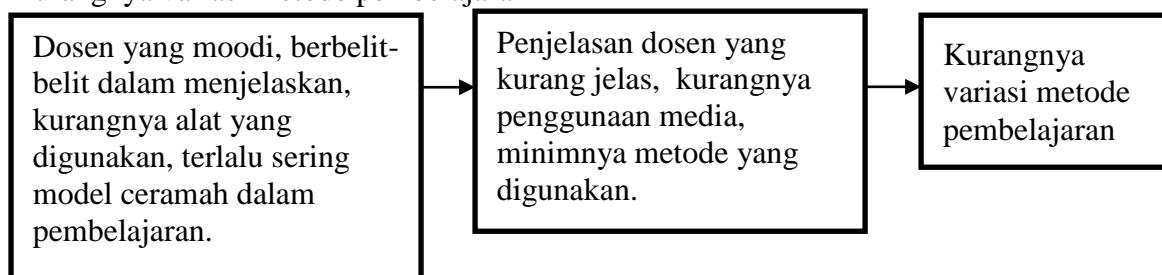 Dosen yang moodi, berbelit-
belit dalam menjelaskan,
kurangnya alat yang
digunakan, terlalu sering
model ceramah dalam
pembelajaran.
Penjelasan dosen yang
kurang jelas, kurangnya
penggunaan media,
minimnya metode yang
digunakan.
Kurangnya
variasi metode
pembelajaran